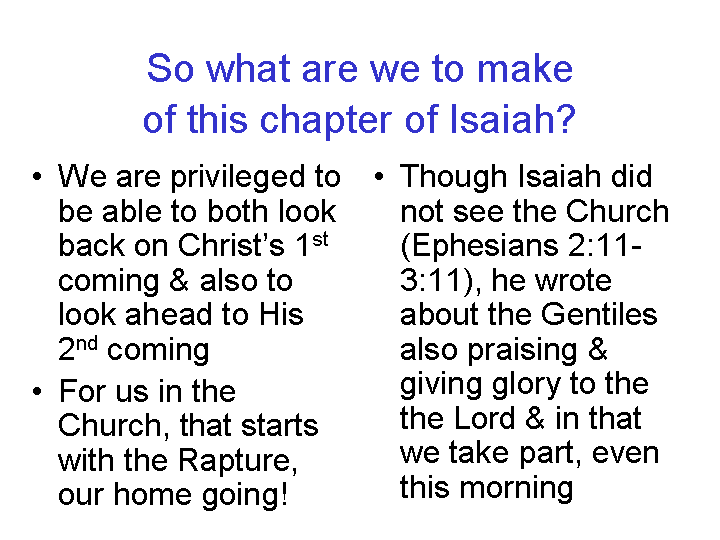 So what are we to make
of this chapter of Isaiah?
• We are privileged to
be able to both look
back on Christ’s 1st
coming & also to
look ahead to His
2nd coming
• For us in the
Church, that starts
with the Rapture,
our home going!
• Though Isaiah did
not see the Church
(Ephesians 2:11-
3:11), he wrote
about the Gentiles
also praising &
giving glory to the
the Lord & in that
we take part, even
this morning